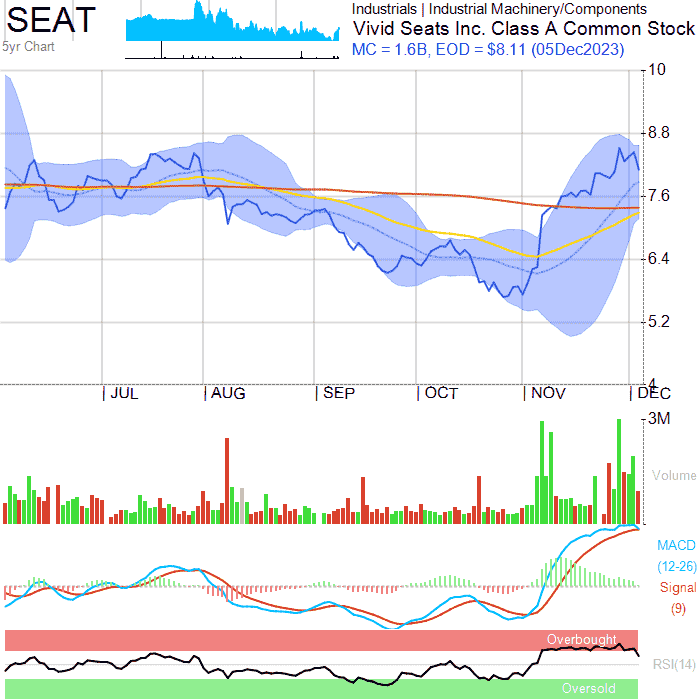 SEAT
5yr Chart
Industrials | Industrial Machinery/Components
Vivid Seats Inc. Class A Common Stock
MC = 1.6B, EOD = $8.11 (05Dec2023)
10
8.8
7.6
6.4
5.2
4
JUL AUG SEP OCT NOV DEC
3M
Volume
MACD
(12-26)
Signal
(9)
Overbought
RSI(14)
Oversold